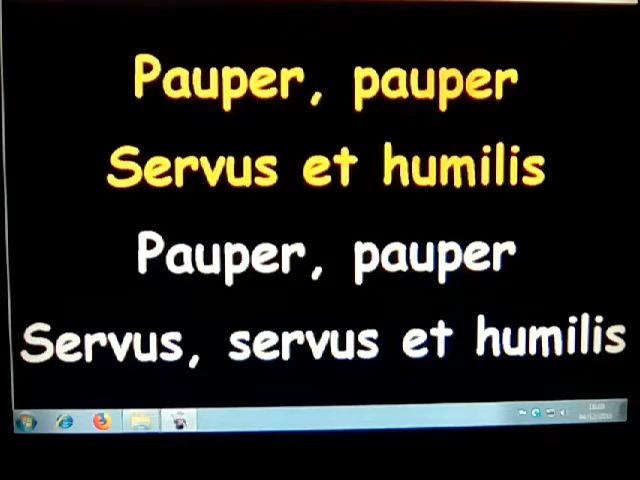 Pauper, pauper
Servus et humilis
Pauper, pauper
Servus, servus et humilis